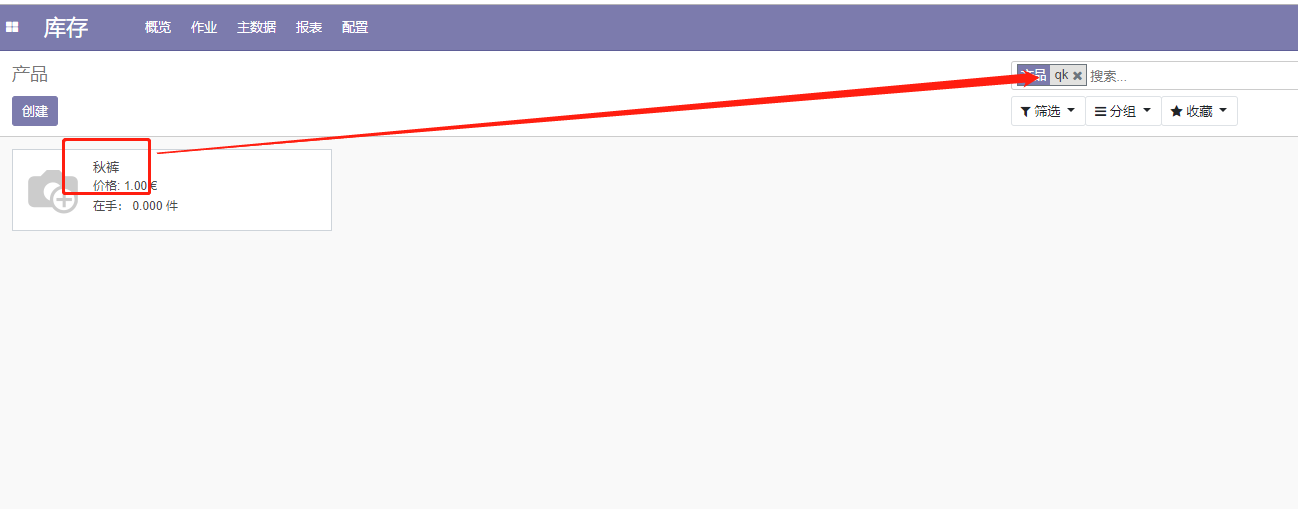 库存 概览 作业 主数据 报表 配置
产品
产品 qk 搜索...
创建
筛选 分组 收藏
秋裤
价格: 1.00 €
在手： 0.000 件